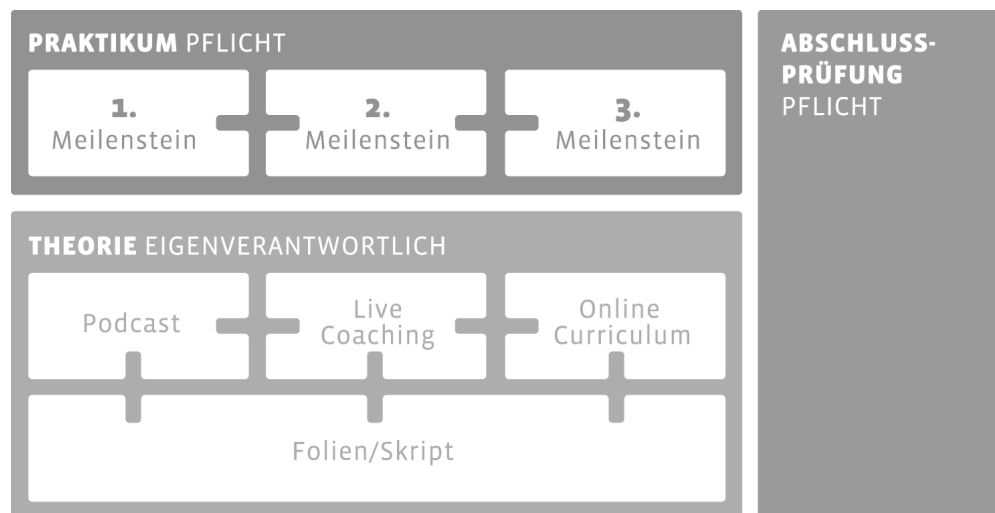 PRAKTIKUM PFLICHT
1.
Meilenstein
2.
Meilenstein
3.
Meilenstein
THEORIE EIGENVERANTWORTLICH
Podcast
Live
Coaching
Online
Curriculum
Folien/Skript
ABSCHLUSS-
PRÜFUNG
PFLICHT